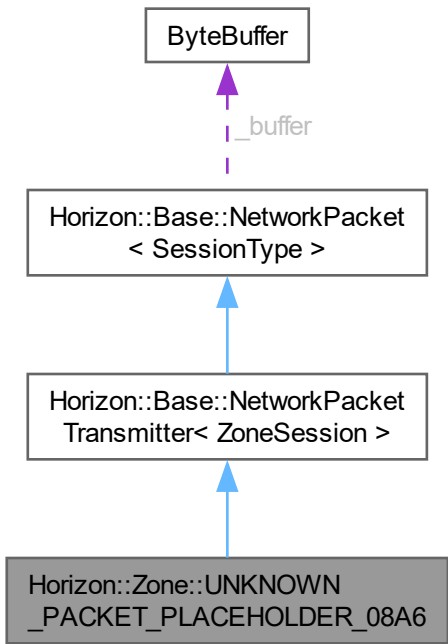 ByteBuffer
_buffer
Horizon::Base::NetworkPacket
< SessionType >
Horizon::Base::NetworkPacket
Transmitter< ZoneSession >
Horizon::Zone::UNKNOWN
_PACKET_PLACEHOLDER_08A6